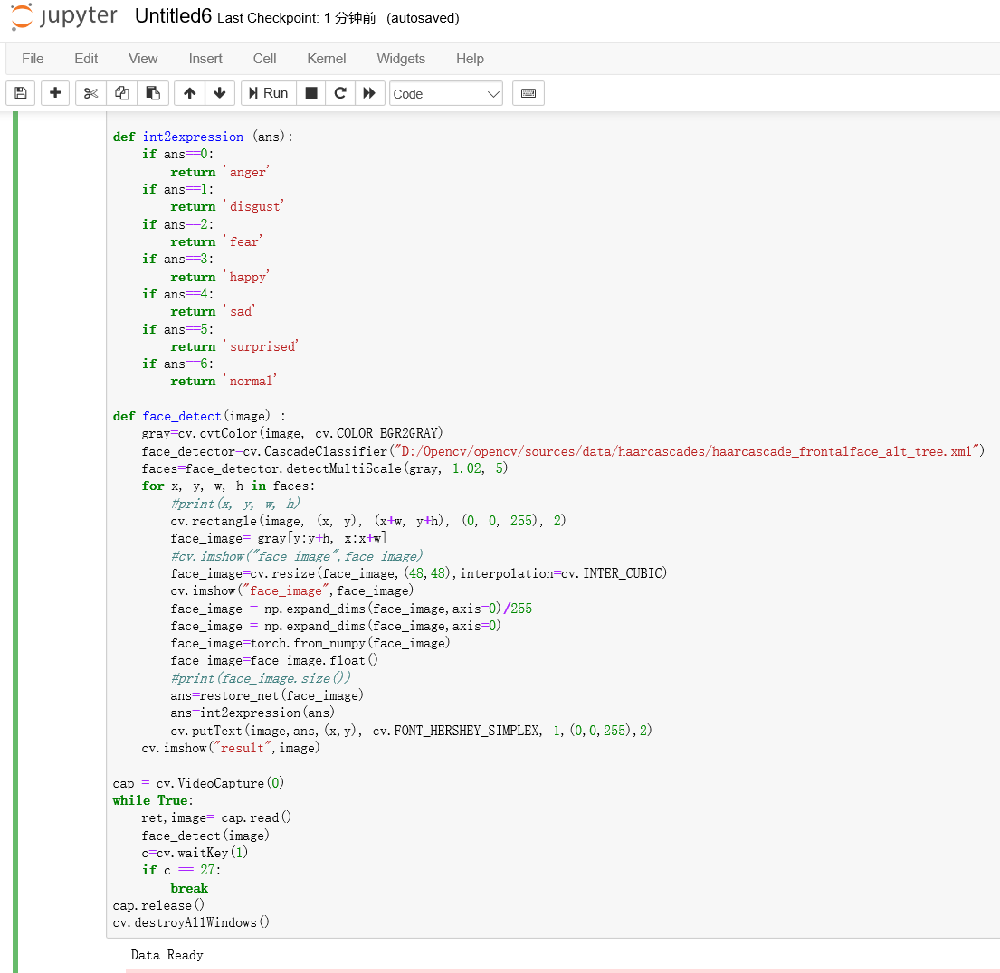 jupyter Untitled6 Last Checkpoint: 1 分钟前 (autosaved)
File Edit View Insert Cell Kernel Widgets Help
Run Code
def int2expression (ans):
    if ans==0:
        return 'anger'
    if ans==1:
        return 'disgust'
    if ans==2:
        return 'fear'
    if ans==3:
        return 'happy'
    if ans==4:
        return 'sad'
    if ans==5:
        return 'surprised'
    if ans==6:
        return 'normal'
def face_detect(image) :
    gray=cv.cvtColor(image, cv.COLOR_BGR2GRAY)
    face_detector=cv.CascadeClassifier("D:/Opencv/opencv/sources/data/haarcascades/haarcascade_frontalface_alt_tree.xml")
    faces=face_detector.detectMultiScale(gray, 1.02, 5)
    for x, y, w, h in faces:
        #print(x, y, w, h)
        cv.rectangle(image, (x, y), (x+w, y+h), (0, 0, 255), 2)
        face_image= gray[y:y+h, x:x+w]
        #cv.imshow("face_image",face_image)
        face_image=cv.resize(face_image,(48,48),interpolation=cv.INTER_CUBIC)
        cv.imshow("face_image",face_image)
        face_image = np.expand_dims(face_image,axis=0)/255
        face_image = np.expand_dims(face_image,axis=0)
        face_image=torch.from_numpy(face_image)
        face_image=face_image.float()
        #print(face_image.size())
        ans=restore_net(face_image)
        ans=int2expression(ans)
        cv.putText(image,ans,(x,y), cv.FONT_HERSHEY_SIMPLEX, 1,(0,0,255),2)
    cv.imshow("result",image)
cap = cv.VideoCapture(0)
while True:
    ret,image= cap.read()
    face_detect(image)
    c=cv.waitKey(1)
    if c == 27:
        break
cap.release()
cv.destroyAllWindows()
Data Ready